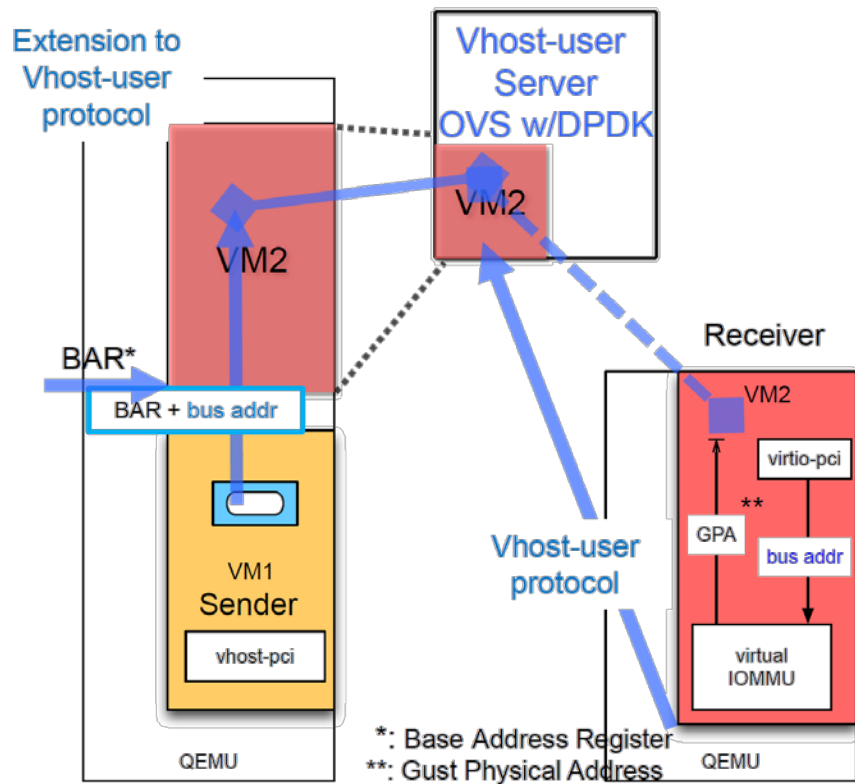 Extension to
Vhost-user
protocol
Vhost-user
Server
OVS w/DPDK
VM2
VM2
BAR*
BAR + bus addr
VM1
Sender
vhost-pci
QEMU
Receiver
VM2
virtio-pci
**
GPA
bus addr
Vhost-user
protocol
virtual
IOMMU
*: Base Address Register
**: Gust Physical Address
QEMU